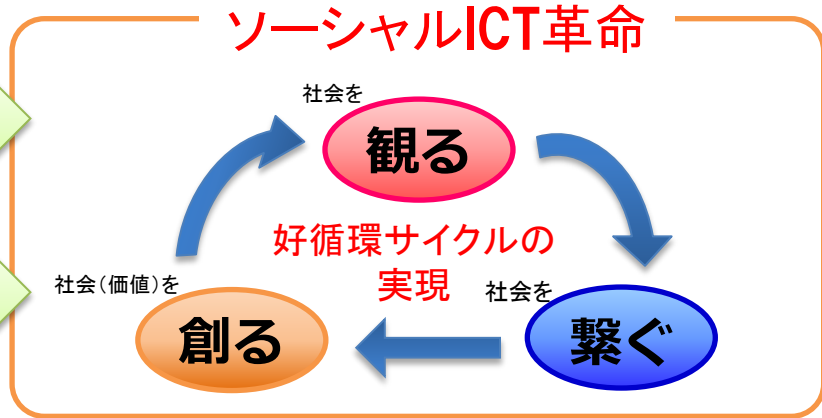 ソーシャルICT革命
社会を
観る
好循環サイクルの
実現
社会を
繋ぐ
社会（価値）を
創る